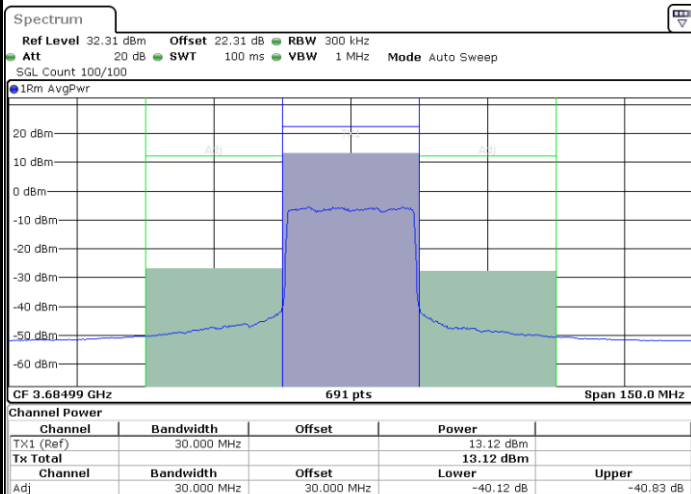 Spectrum
Ref Level 32.31 dBm Offset 22.31 dB RBW 300 kHz
Att 20 dB SWT 100 ms VBW 1 MHz Mode Auto Sweep
SGL Count 100/100
1Rm AvgPwr
20 dBm
Adj Adj
10 dBm
0 dBm
-10 dBm
-20 dBm
-30 dBm
-40 dBm
-50 dBm
-60 dBm
CF 3.68499 GHz 691 pts Span 150.0 MHz
Channel Power
Channel Bandwidth Offset Power
TX1 (Ref) 30.000 MHz 13.12 dBm
Tx Total 13.12 dBm
Channel Bandwidth Offset Lower Upper
Adj 30.000 MHz 30.000 MHz -40.12 dB -40.83 dB